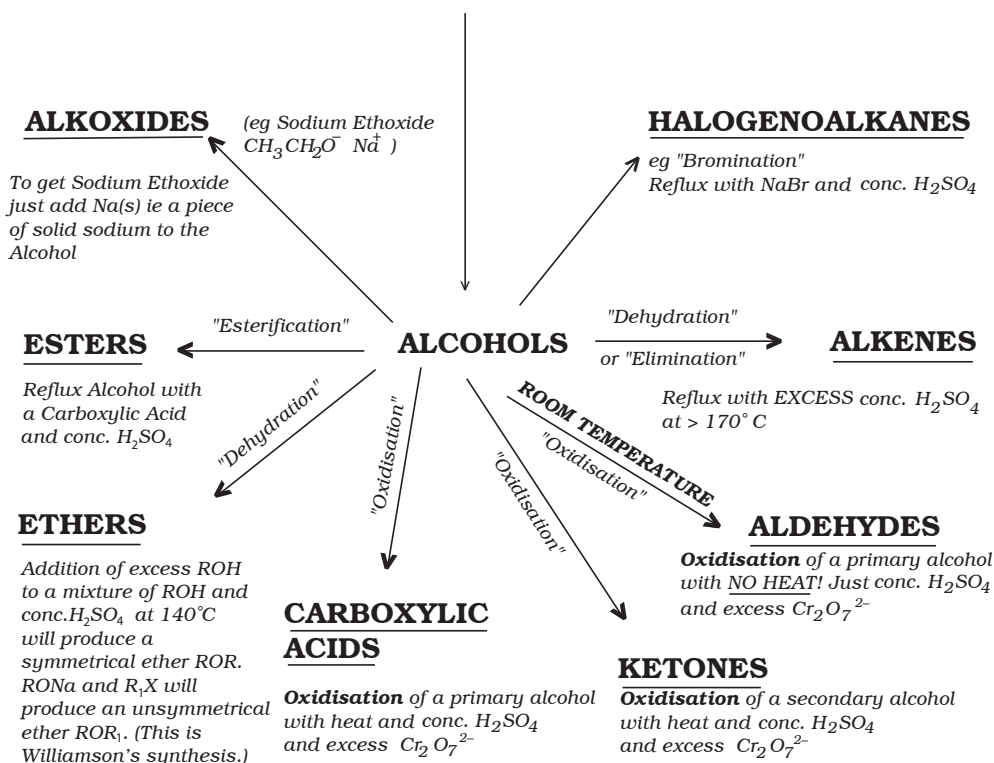 ALKOXIDES
(eg Sodium Ethoxide
CH₃CH₂O⁻ Na⁺ )
To get Sodium Ethoxide
just add Na(s) ie a piece
of solid sodium to the
Alcohol
HALOGENOALKANES
eg "Bromination"
Reflux with NaBr and conc. H₂SO₄
ESTERS
"Esterification"
Reflux Alcohol with
a Carboxylic Acid
and conc. H₂SO₄
ALCOHOLS
"Dehydration"
or "Elimination"
ALKENES
Reflux with EXCESS conc. H₂SO₄
at > 170°C
"Dehydration"
ETHERS
Addition of excess ROH
to a mixture of ROH and
conc.H₂SO₄ at 140°C
will produce a
symmetrical ether ROR.
RONa and R₁X will
produce an unsymmetrical
ether ROR₁. (This is
Williamson's synthesis.)
"Oxidisation"
CARBOXYLIC
ACIDS
Oxidisation of a primary alcohol
with heat and conc. H₂SO₄
and excess Cr₂O₇²⁻
"Oxidisation"
KETONES
Oxidisation of a secondary alcohol
with heat and conc. H₂SO₄
and excess Cr₂O₇²⁻
ROOM TEMPERATURE
"Oxidisation"
ALDEHYDES
Oxidisation of a primary alcohol
with NO HEAT! Just conc. H₂SO₄
and excess Cr₂O₇²⁻